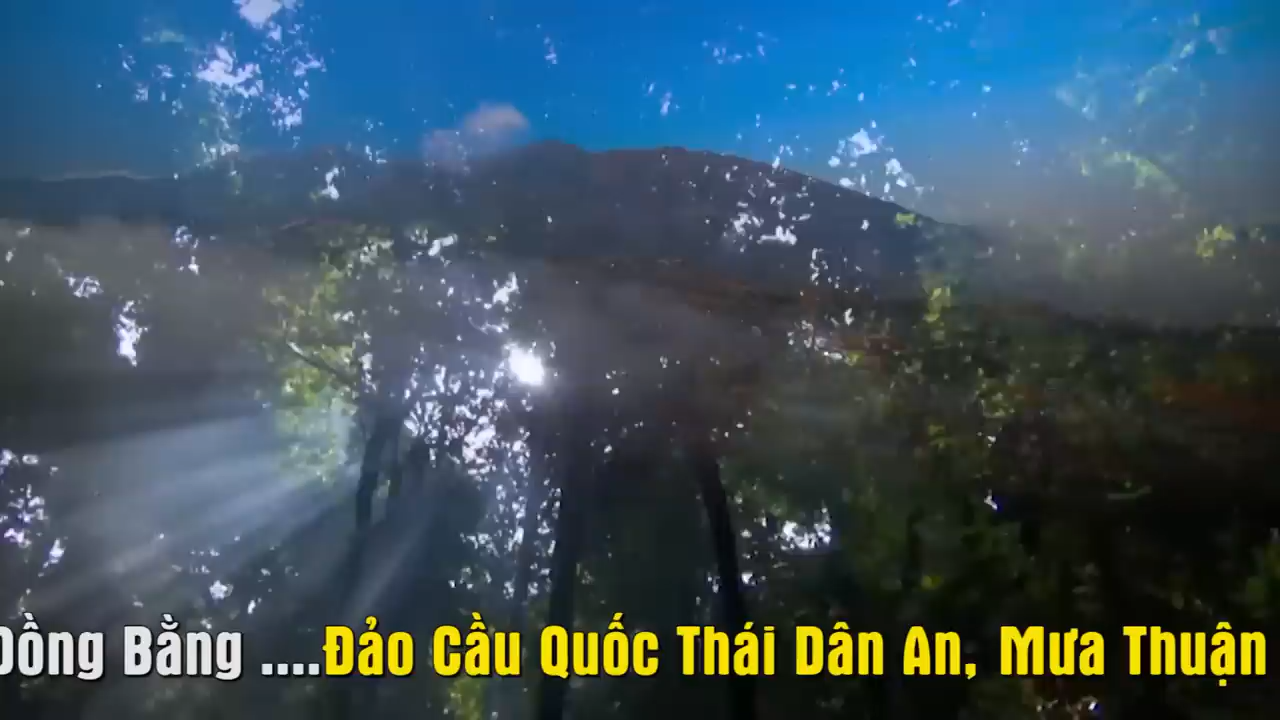 Đồng Bằng ....Đảo Cầu Quốc Thái Dân An, Mưa Thuận